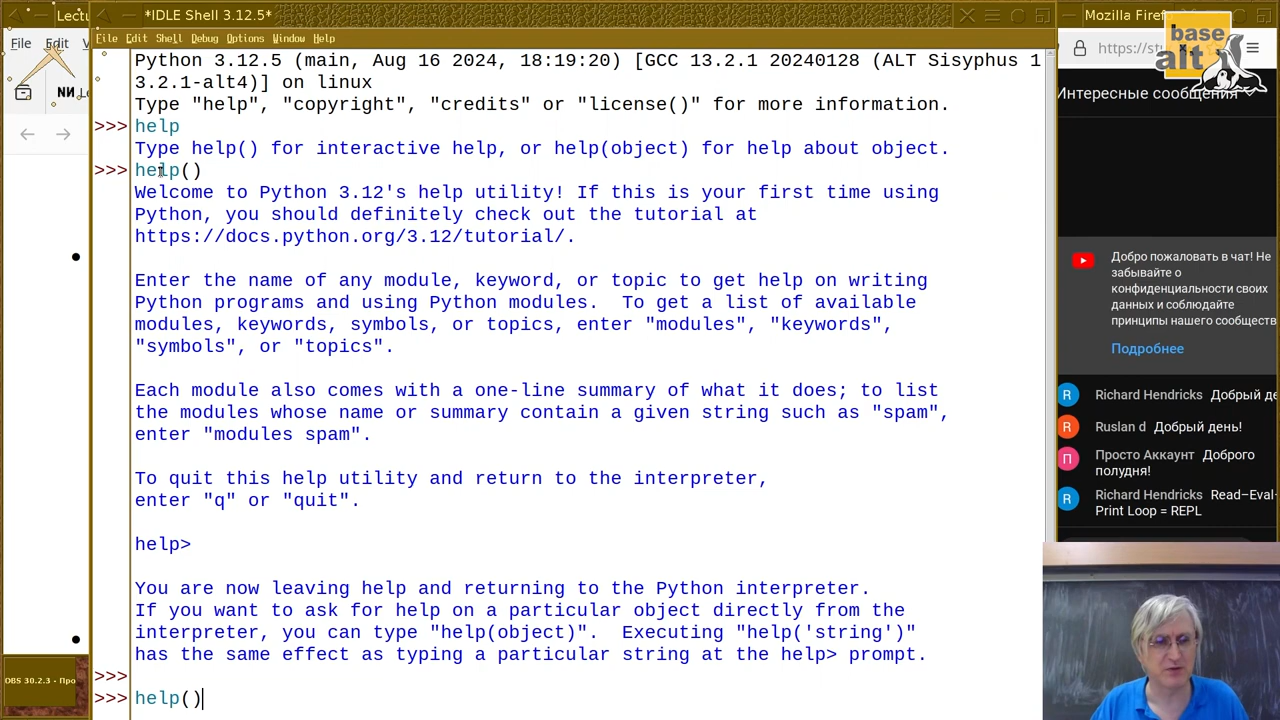 Lectu
*IDLE Shell 3.12.5*
Mozilla Firef
File Edit V
File Edit Shell Debug Options Window Help
https://stu
base
alt
Интересные сообщения
Python 3.12.5 (main, Aug 16 2024, 18:19:20) [GCC 13.2.1 20240128 (ALT Sisyphus 1
3.2.1-alt4)] on linux
Type "help", "copyright", "credits" or "license()" for more information.
>>> help
Type help() for interactive help, or help(object) for help about object.
>>> help()
Welcome to Python 3.12's help utility! If this is your first time using
Python, you should definitely check out the tutorial at
https://docs.python.org/3.12/tutorial/.
Enter the name of any module, keyword, or topic to get help on writing
Python programs and using Python modules.  To get a list of available
modules, keywords, symbols, or topics, enter "modules", "keywords",
"symbols", or "topics".
Each module also comes with a one-line summary of what it does; to list
the modules whose name or summary contain a given string such as "spam",
enter "modules spam".
To quit this help utility and return to the interpreter,
enter "q" or "quit".
help>
You are now leaving help and returning to the Python interpreter.
If you want to ask for help on a particular object directly from the
interpreter, you can type "help(object)".  Executing "help('string')"
has the same effect as typing a particular string at the help> prompt.
>>>
>>> help()
Добро пожаловать в чат! Не
забывайте о
конфиденциальности своих
данных и соблюдайте
принципы нашего сообществ
Подробнее
R Richard Hendricks Добрый де
R Ruslan d Добрый день!
П Просто Аккаунт Доброго
полудня!
R Richard Hendricks Read-Eval-
Print Loop = REPL
OBS 30.2.3 - Про